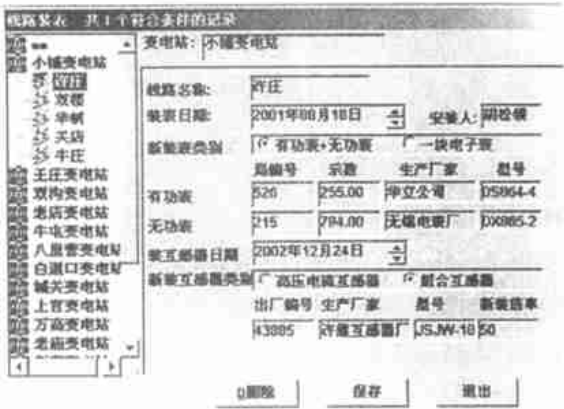 线路装表 共1个符合条件的记录
变电站: 小铺变电站
小铺变电站
许庄
双楼
华帆
天店
牛庄
王庄变电站
双沟变电站
老店变电站
牛屯变电站
八里营变电站
白道口变电站
城关变电站
上官变电站
万高变电站
老庙变电站
线路名称: 许庄
装表日期: 2001年08月18日 安装人:
新装表类别 有功表+无功表 一块电子表
局编号 示数 生产厂家 型号
有功表 520 255.00 华立公司 DS864-4
无功表 215 794.00 无锡电表厂 DX865-2
装互感器日期 2002年12月24日
新装互感器类别 高压电流互感器 组合互感器
出厂编号 生产厂家 型号 新装倍率
43885 许继互感器厂 JSJW-10 50
D删除 保存 退出